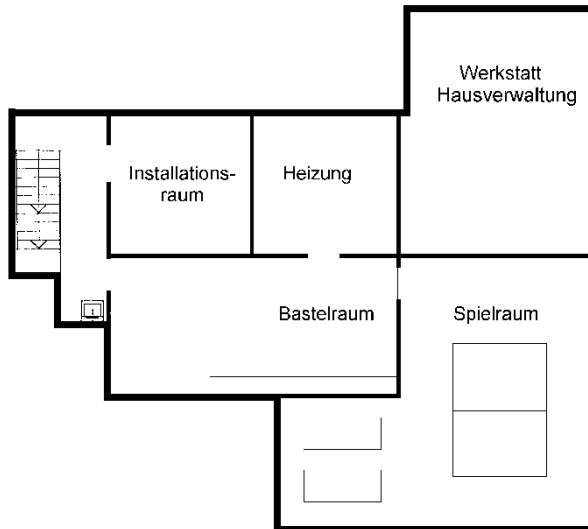 Werkstatt
Hausverwaltung
Installations-
raum
Heizung
Bastelraum
Spielraum